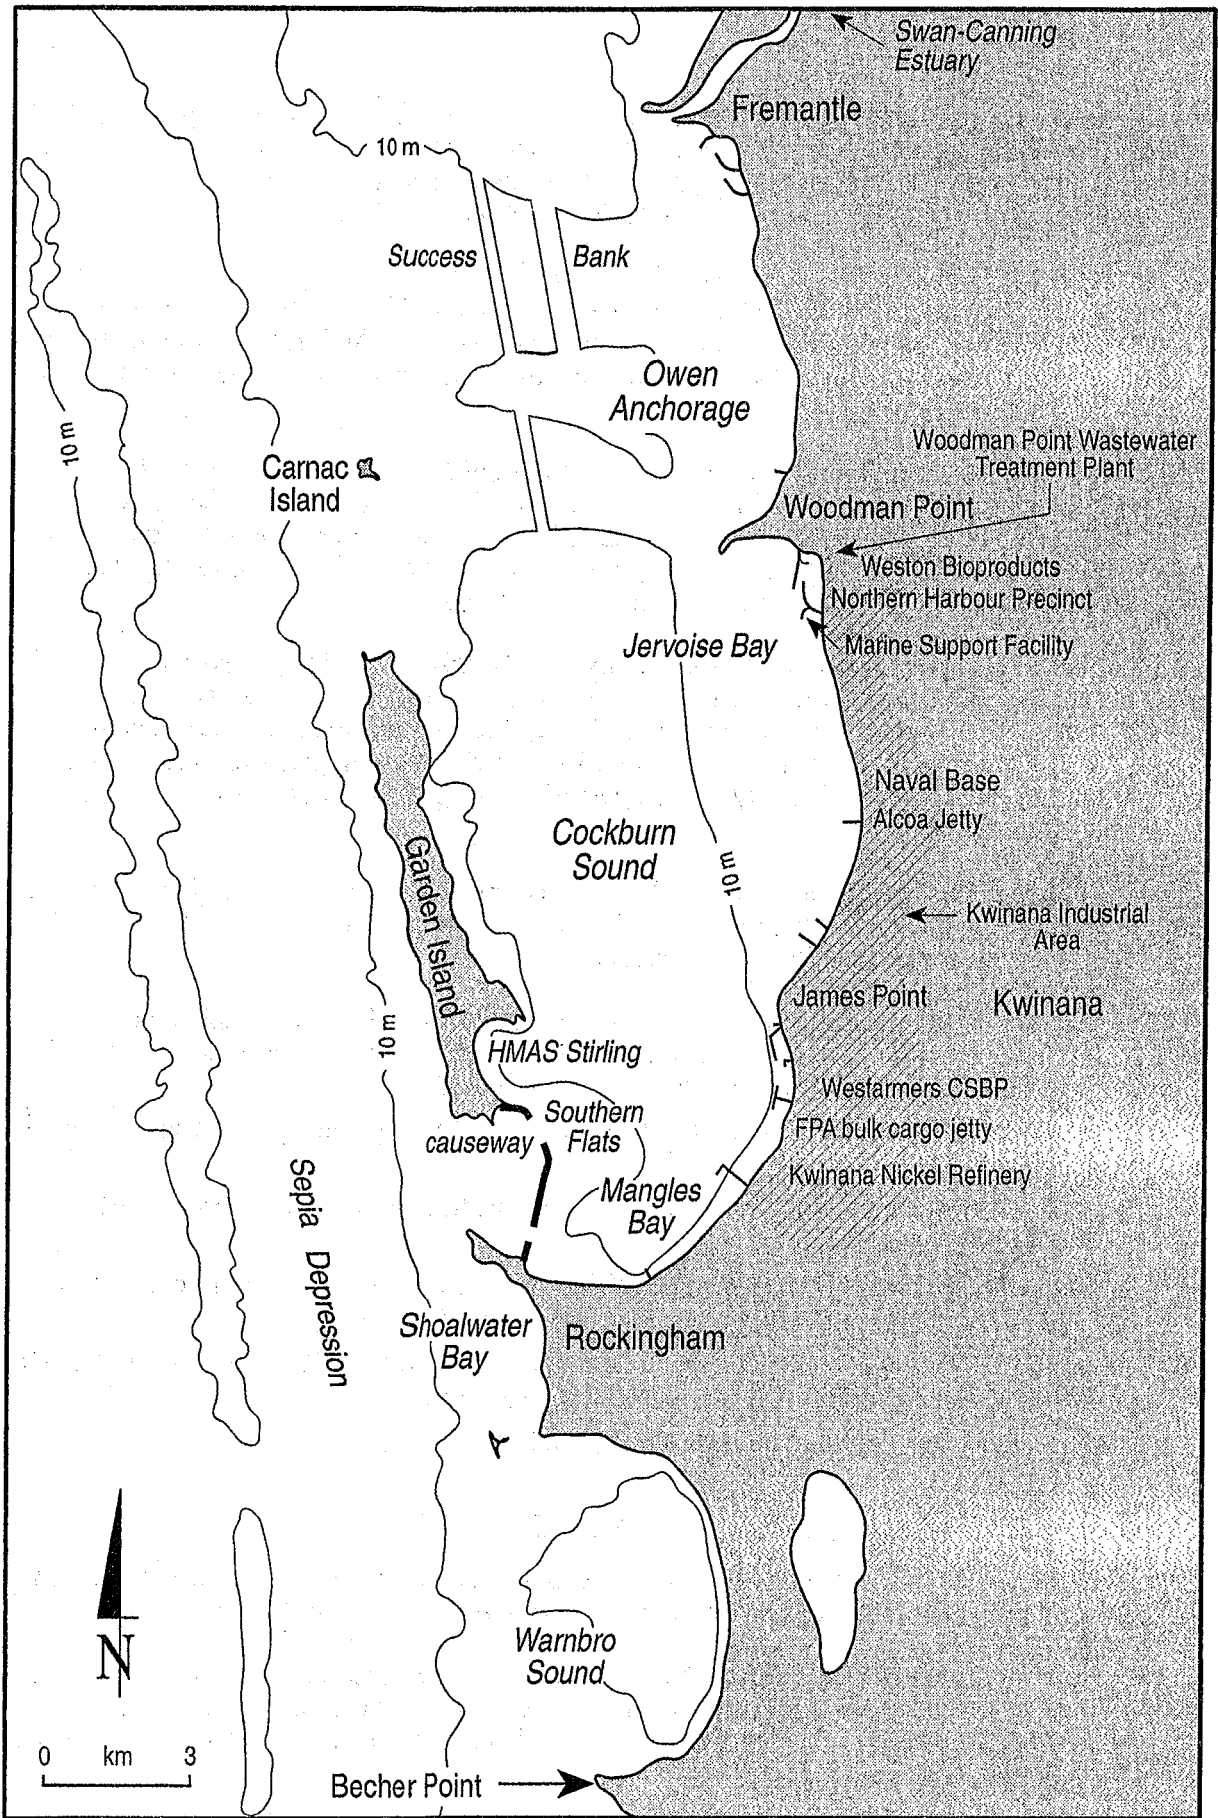 Swan-Canning
Estuary
Fremantle
10 m
Success
Bank
Owen
Anchorage
10 m
Woodman Point Wastewater
Treatment Plant
Carnac
Island
Woodman Point
Weston Bioproducts
Northern Harbour Precinct
Jervoise Bay
Marine Support Facility
Naval Base
Alcoa Jetty
Cockburn
Sound
10 m
Garden Island
Kwinana Industrial
Area
James Point
Kwinana
10 m
HMAS Stirling
Westarmers CSBP
Southern
Flats
causeway
FPA bulk cargo jetty
Kwinana Nickel Refinery
Mangles
Bay
Sepia Depression
Shoalwater
Bay
Rockingham
N
Warnbro
Sound
0 km 3
Becher Point